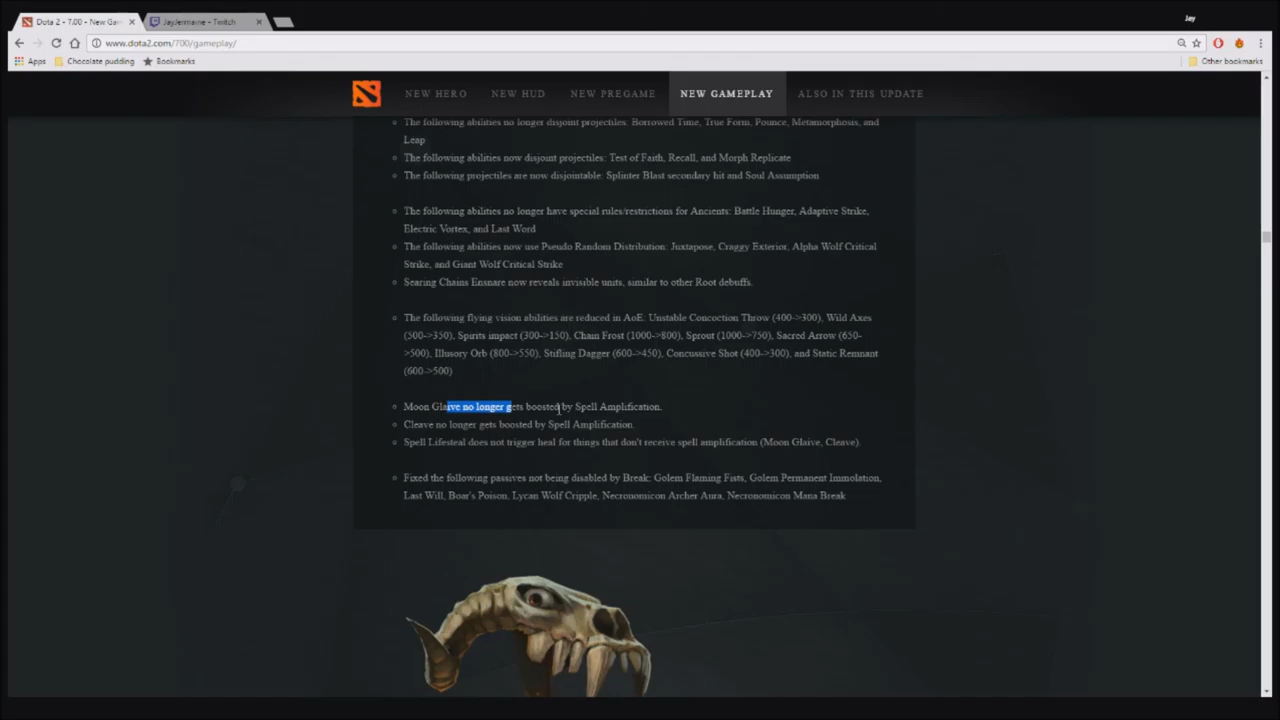 Jay
Dota 2 - 7.00 - New Gam
JayJermaine - Twitch
www.dota2.com/700/gameplay/
Apps
Chocolate pudding
Bookmarks
Other bookmarks
NEW HERO
NEW HUD
NEW PREGAME
NEW GAMEPLAY
ALSO IN THIS UPDATE
The following abilities no longer disjoint projectiles: Borrowed Time, True Form, Pounce, Metamorphosis, and
Leap
The following abilities now disjoint projectiles: Test of Faith, Recall, and Morph Replicate
The following projectiles are now disjointable: Splinter Blast secondary hit and Soul Assumption
The following abilities no longer have special rules/restrictions for Ancients: Battle Hunger, Adaptive Strike,
Electric Vortex, and Last Word
The following abilities now use Pseudo Random Distribution: Juxtapose, Craggy Exterior, Alpha Wolf Critical
Strike, and Giant Wolf Critical Strike
Searing Chains Ensnare now reveals invisible units, similar to other Root debuffs.
The following flying vision abilities are reduced in AoE: Unstable Concoction Throw (400->300), Wild Axes
(500->350), Spirits impact (300->150), Chain Frost (1000->800), Sprout (1000->750), Sacred Arrow (650-
>500), Illusory Orb (800->550), Stifling Dagger (600->450), Concussive Shot (400->300), and Static Remnant
(600->500)
Moon Glaive no longer gets boosted by Spell Amplification.
Cleave no longer gets boosted by Spell Amplification.
Spell Lifesteal does not trigger heal for things that don't receive spell amplification (Moon Glaive, Cleave).
Fixed the following passives not being disabled by Break: Golem Flaming Fists, Golem Permanent Immolation,
Last Will, Boar's Poison, Lycan Wolf Cripple, Necronomicon Archer Aura, Necronomicon Mana Break